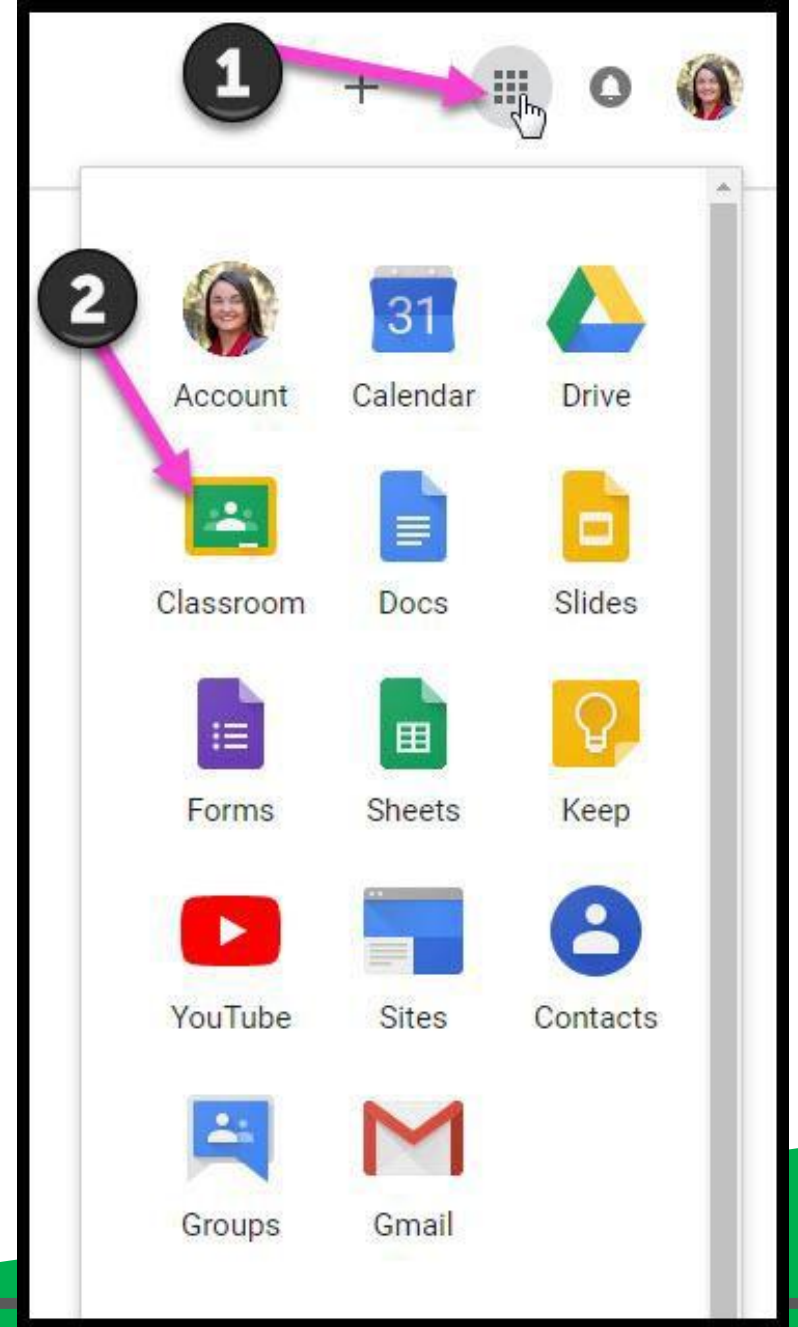 1
2
31
Account Calendar Drive
Classroom Docs Slides
Forms Sheets Keep
YouTube Sites Contacts
Groups Gmail